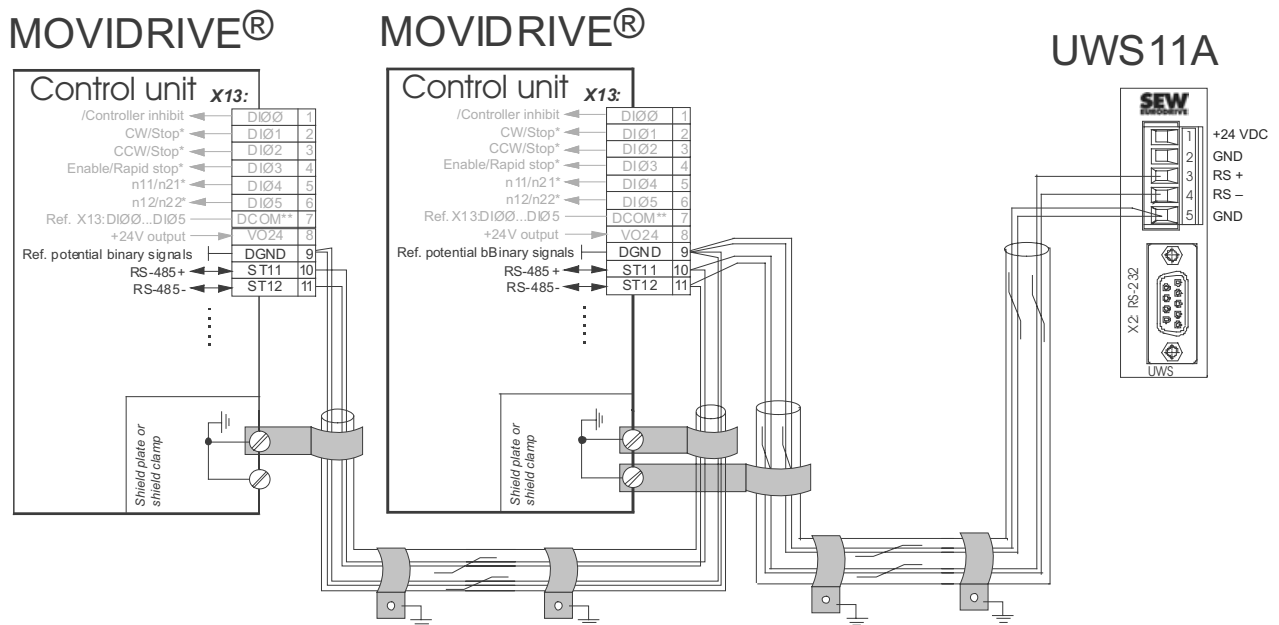 MOVIDRIVE®
Control unit X13:
/Controller inhibit DIØØ 1
CW/Stop* DIØ1 2
CCW/Stop* DIØ2 3
Enable/Rapid stop* DIØ3 4
n11/n21* DIØ4 5
n12/n22* DIØ5 6
Ref. X13:DIØØ...DIØ5 DCOM** 7
+24V output VO24 8
Ref. potential binary signals DGND 9
RS-485+ ST11 10
RS-485- ST12 11
Shield plate or
shield clamp
MOVIDRIVE®
Control unit X13:
/Controller inhibit DIØØ 1
CW/Stop* DIØ1 2
CCW/Stop* DIØ2 3
Enable/Rapid stop* DIØ3 4
n11/n21* DIØ4 5
n12/n22* DIØ5 6
Ref. X13:DIØØ...DIØ5 DCOM** 7
+24V output VO24 8
Ref. potential bBinary signals DGND 9
RS-485+ ST11 10
RS-485- ST12 11
Shield plate or
shield clamp
UWS11A
SEW
EURODRIVE
1 +24 VDC
2 GND
3 RS +
4 RS –
5 GND
X2: RS-232
UWS